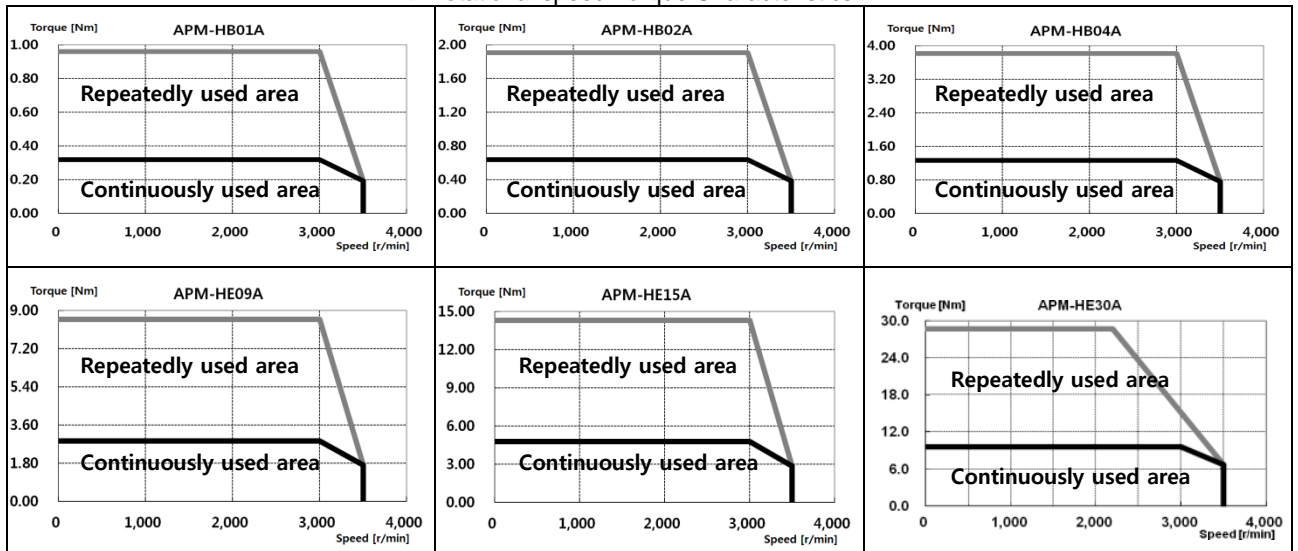 Torque [Nm] APM-HB01A
1.00
0.80
Repeatedly used area
0.60
0.40
0.20
Continuously used area
0.00
0 1,000 2,000 3,000 4,000
Speed [r/min]
Torque [Nm] APM-HB02A
2.00
1.60
Repeatedly used area
1.20
0.80
0.40
Continuously used area
0.00
0 1,000 2,000 3,000 4,000
Speed [r/min]
Torque [Nm] APM-HB04A
4.00
3.20
Repeatedly used area
2.40
1.60
0.80
Continuously used area
0.00
0 1,000 2,000 3,000 4,000
Speed [r/min]
Torque [Nm] APM-HE09A
9.00
7.20
Repeatedly used area
5.40
3.60
1.80 Continuously used area
0.00
0 1,000 2,000 3,000 4,000
Speed [r/min]
Torque [Nm] APM-HE15A
15.00
12.00
Repeatedly used area
9.00
6.00
3.00 Continuously used area
0.00
0 1,000 2,000 3,000 4,000
Speed [r/min]
Torque [Nm] APM-HE30A
30.0
24.0
Repeatedly used area
18.0
12.0
6.0
Continuously used area
0.0
0 1,000 2,000 3,000 4,000
Speed [r/min]